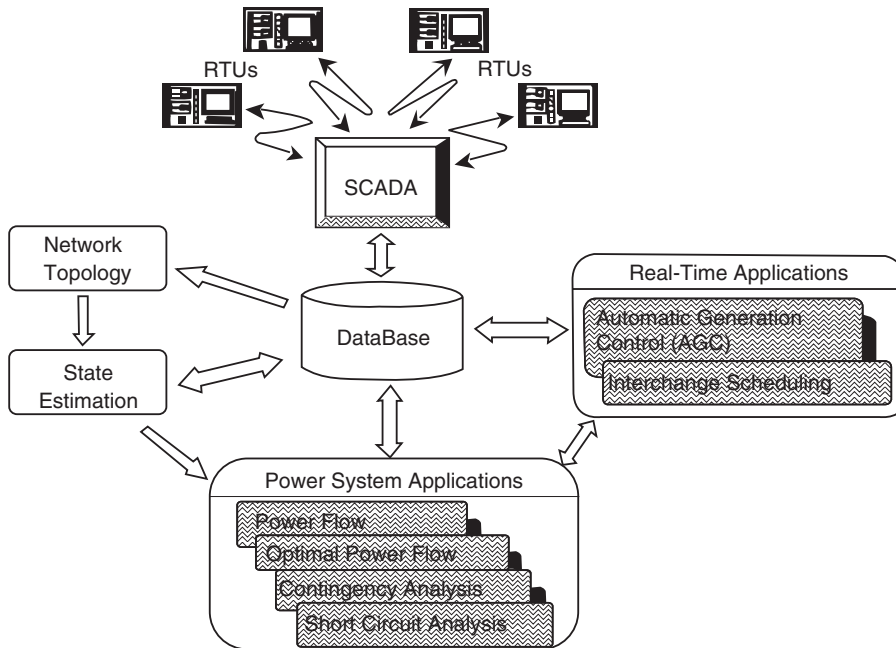 RTUs
RTUs
SCADA
Network
Topology
DataBase
State
Estimation
Real-Time Applications
Automatic Generation
Control (AGC)
Interchange Scheduling
Power System Applications
Power Flow
Optimal Power Flow
Contingency Analysis
Short Circuit Analysis